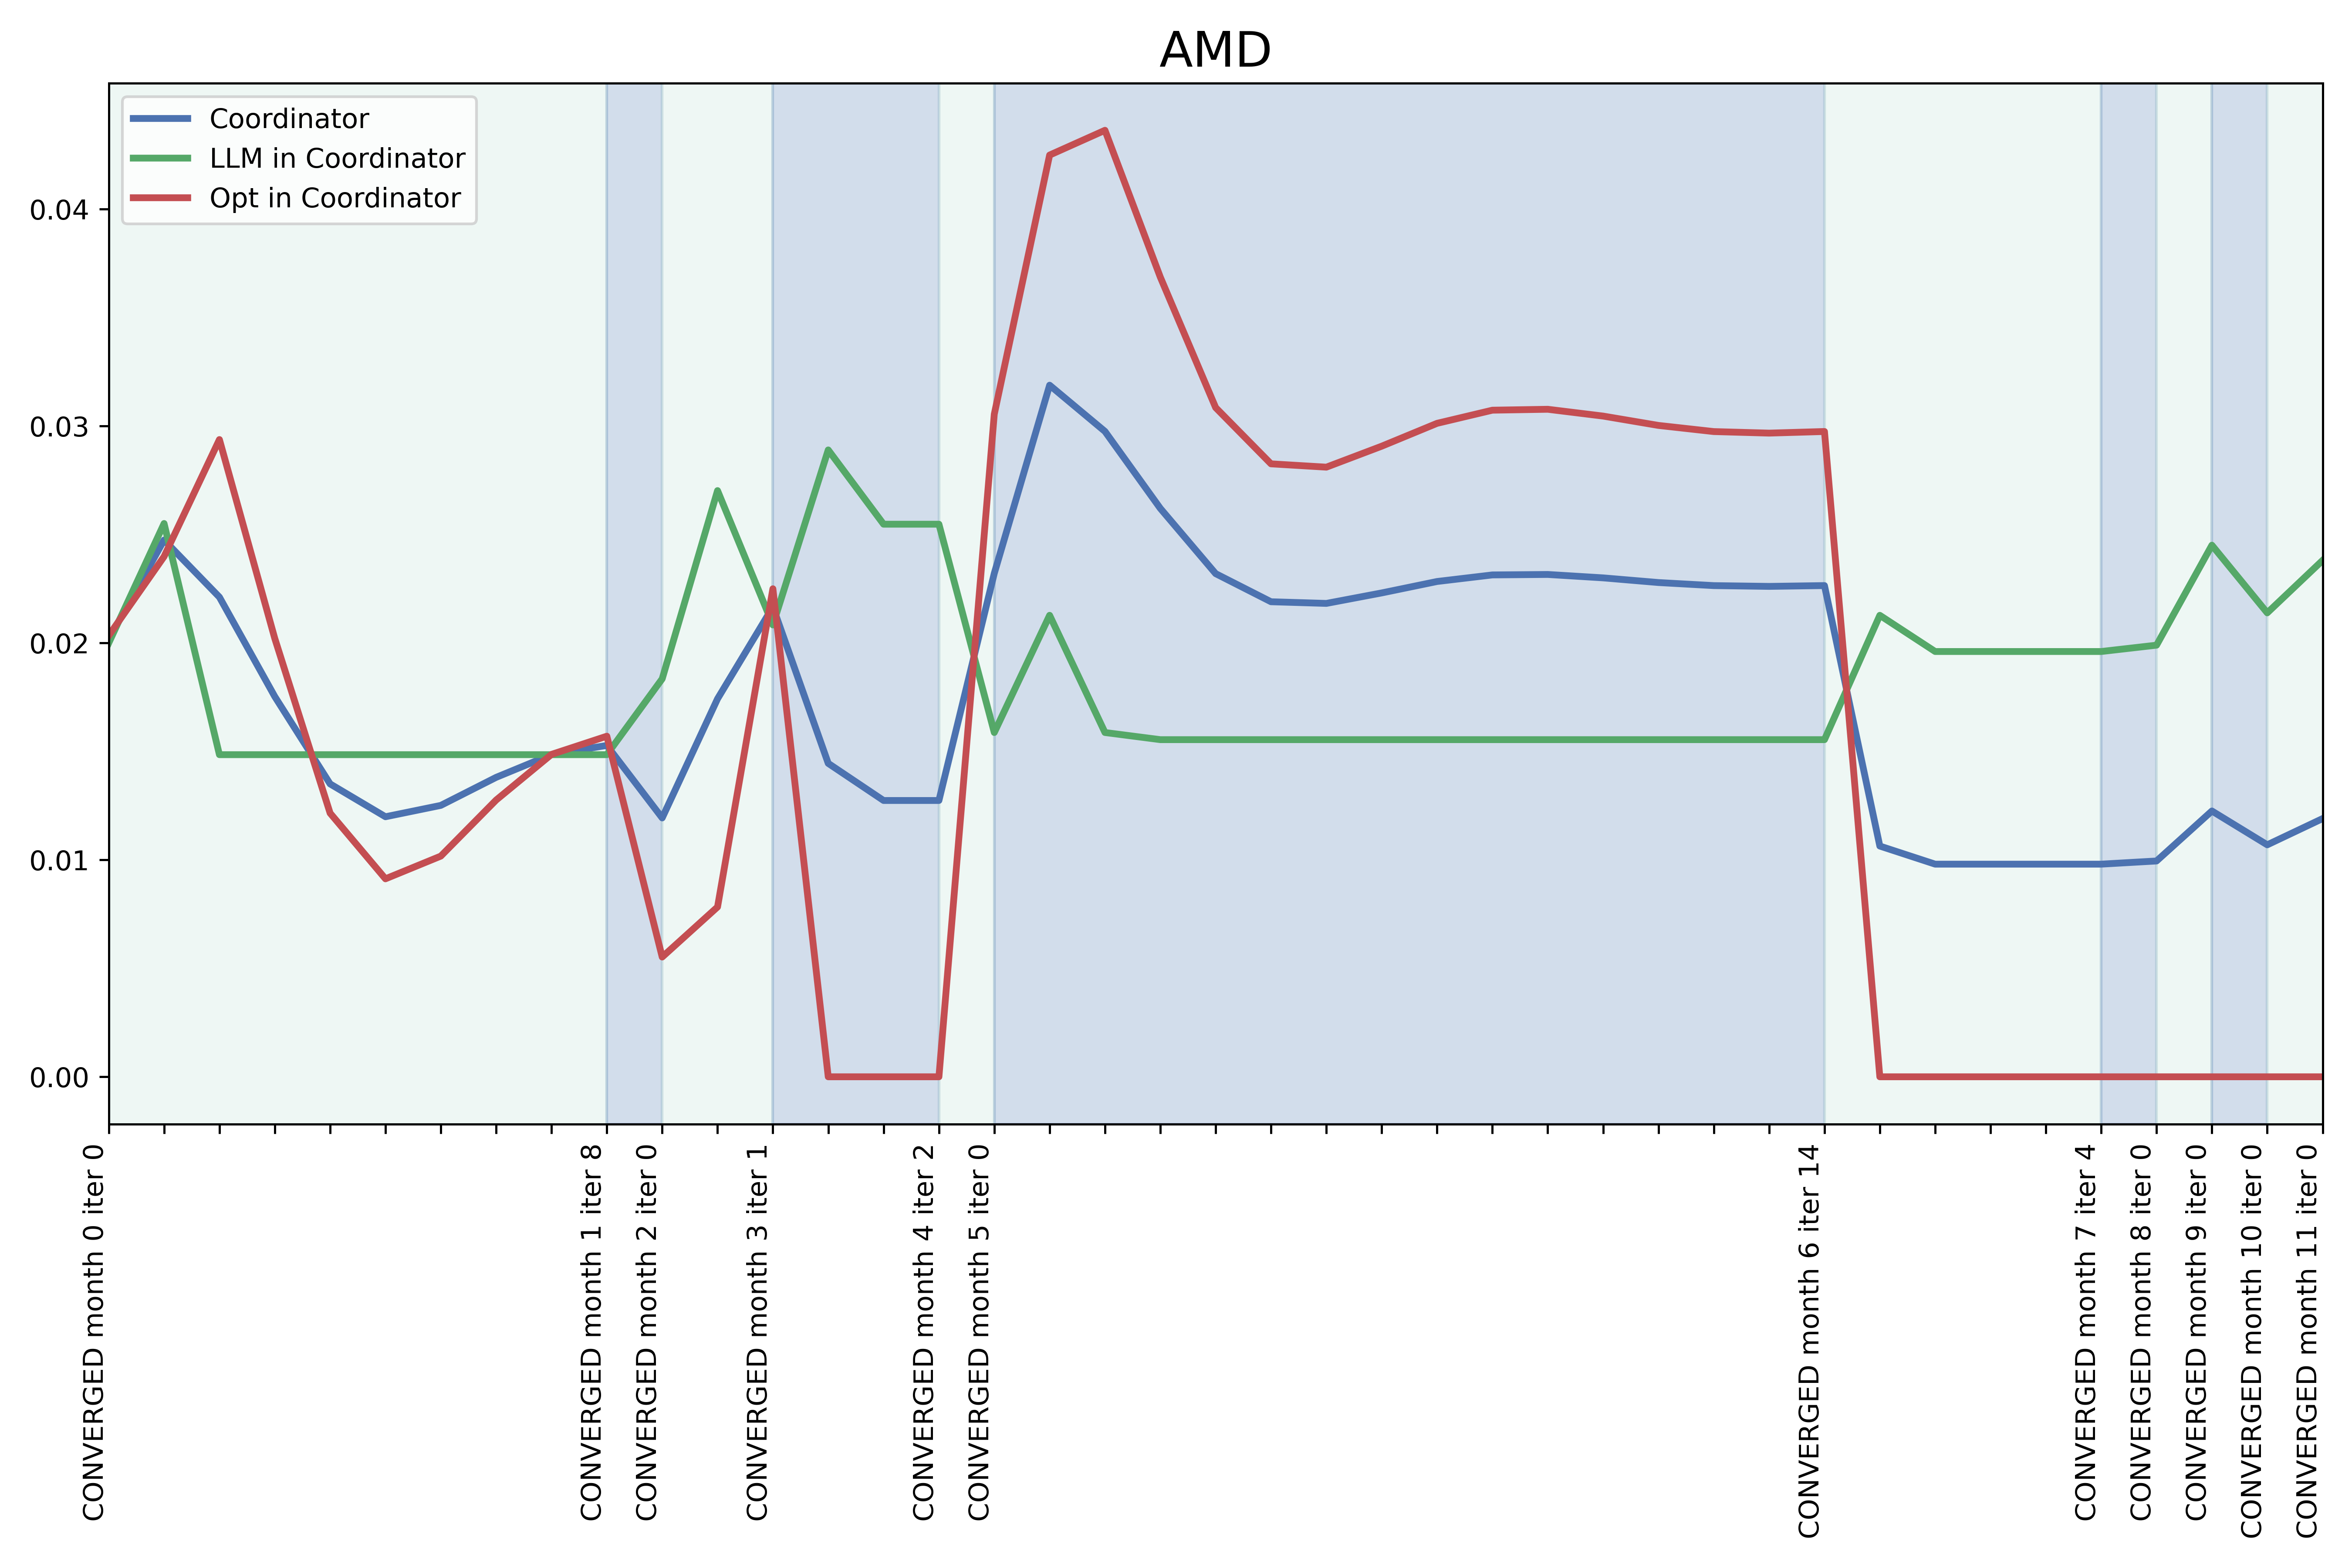 AMD
Coordinator
LLM in Coordinator
Opt in Coordinator
0.04
0.03
0.02
0.01
0.00
CONVERGED month 0 iter 0
CONVERGED month 1 iter 8
CONVERGED month 2 iter 0
CONVERGED month 3 iter 1
CONVERGED month 4 iter 2
CONVERGED month 5 iter 0
CONVERGED month 6 iter 14
CONVERGED month 7 iter 4
CONVERGED month 8 iter 0
CONVERGED month 9 iter 0
CONVERGED month 10 iter 0
CONVERGED month 11 iter 0